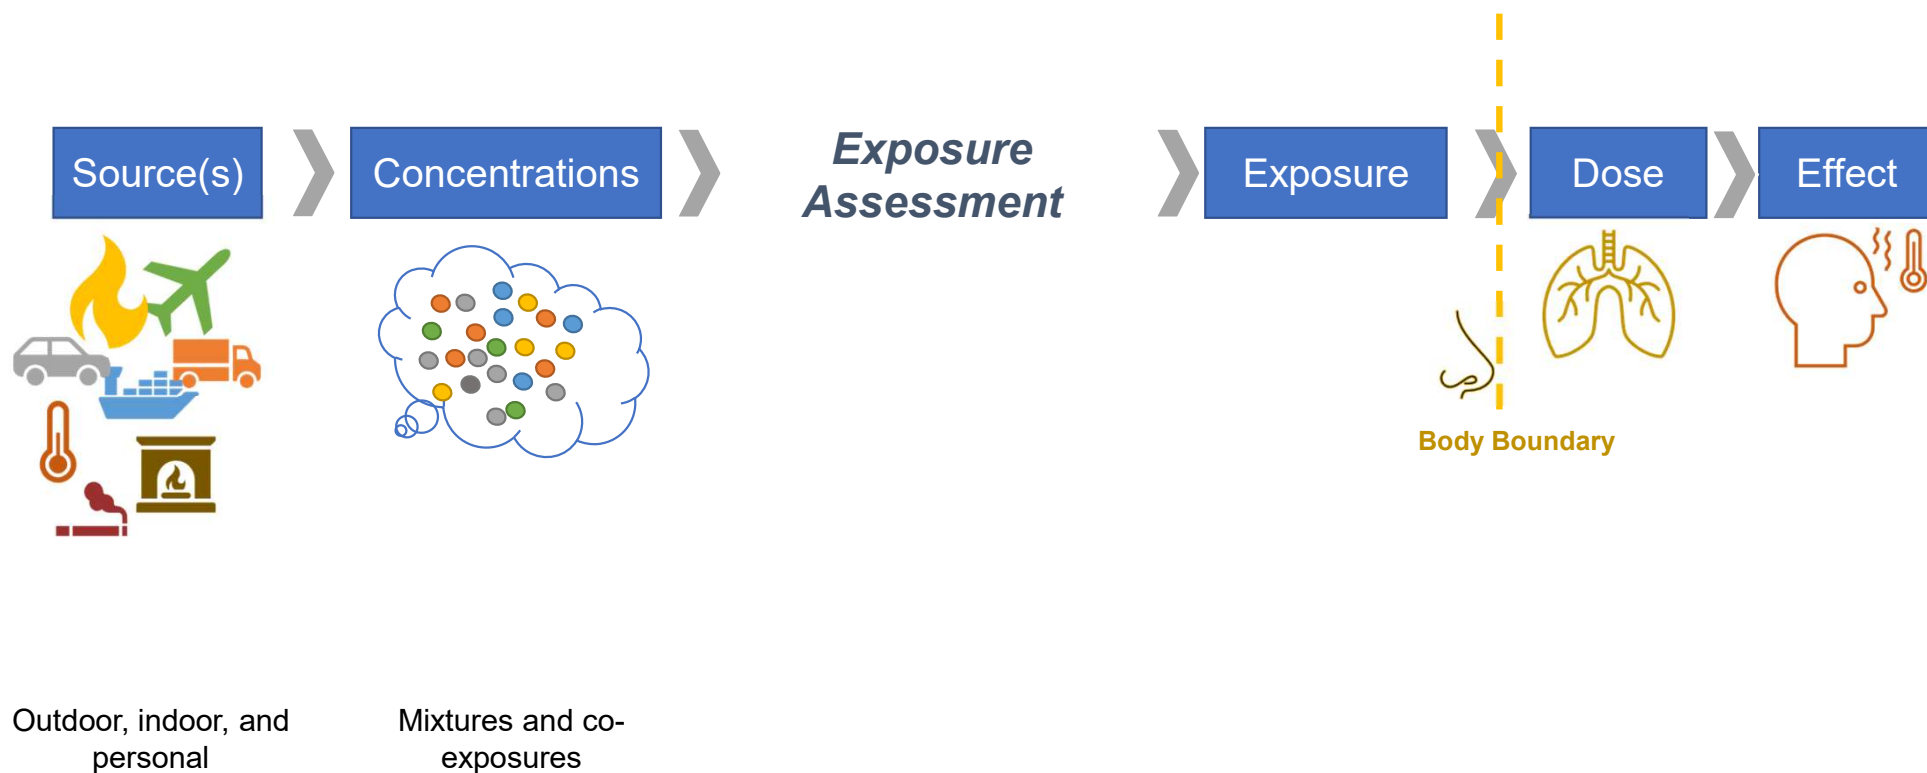 Source(s)
Concentrations
Exposure
Assessment
Exposure
Dose
Effect
Body Boundary
Outdoor, indoor, and
personal
Mixtures and co-
exposures